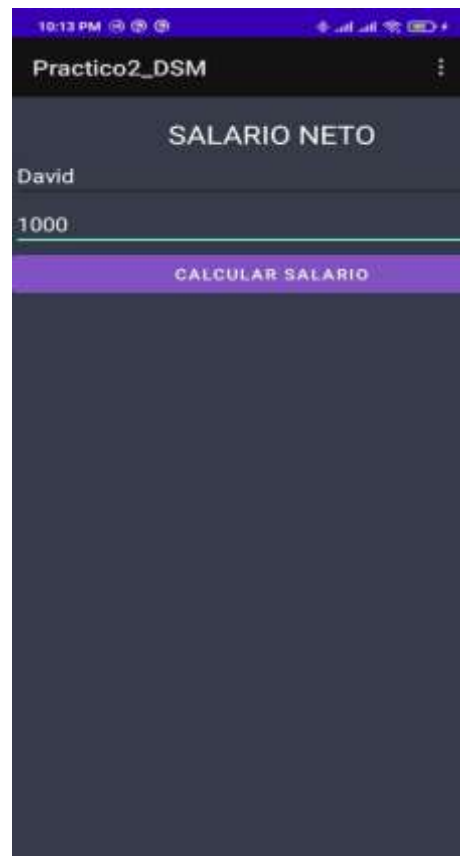 10:13 PM
Practico2_DSM
SALARIO NETO
David
1000
CALCULAR SALARIO